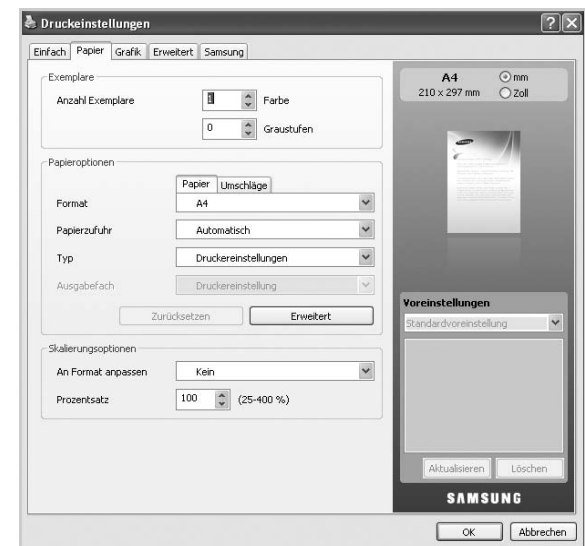 Druckeinstellungen
Einfach Papier Grafik Erweitert Samsung
Exemplare
Anzahl Exemplare Farbe
0 Graustufen
Papieroptionen
Papier Umschläge
Format A4
Papierzufuhr Automatisch
Typ Druckereinstellungen
Ausgabefach Druckereinstellung
Zurücksetzen Erweitert
Skalierungsoptionen
An Format anpassen Kein
Prozentsatz 100 (25-400 %)
A4 mm
210 x 297 mm Zoll
Voreinstellungen
Standardvoreinstellung
Aktualisieren Löschen
SAMSUNG
OK Abbrechen